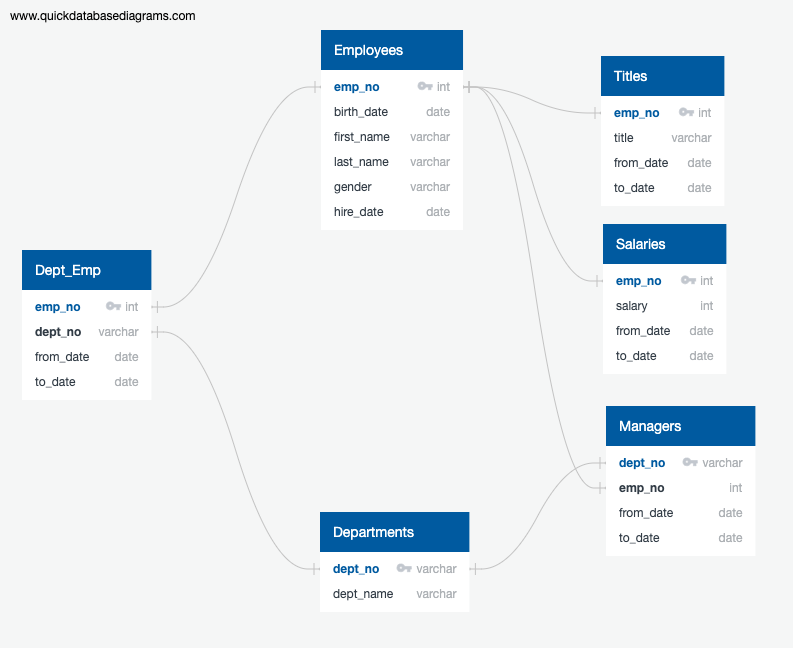 www.quickdatabasediagrams.com
Employees
emp_no int
birth_date date
first_name varchar
last_name varchar
gender varchar
hire_date date
Titles
emp_no int
title varchar
from_date date
to_date date
Salaries
emp_no int
salary int
from_date date
to_date date
Dept_Emp
emp_no int
dept_no varchar
from_date date
to_date date
Managers
dept_no varchar
emp_no int
from_date date
to_date date
Departments
dept_no varchar
dept_name varchar